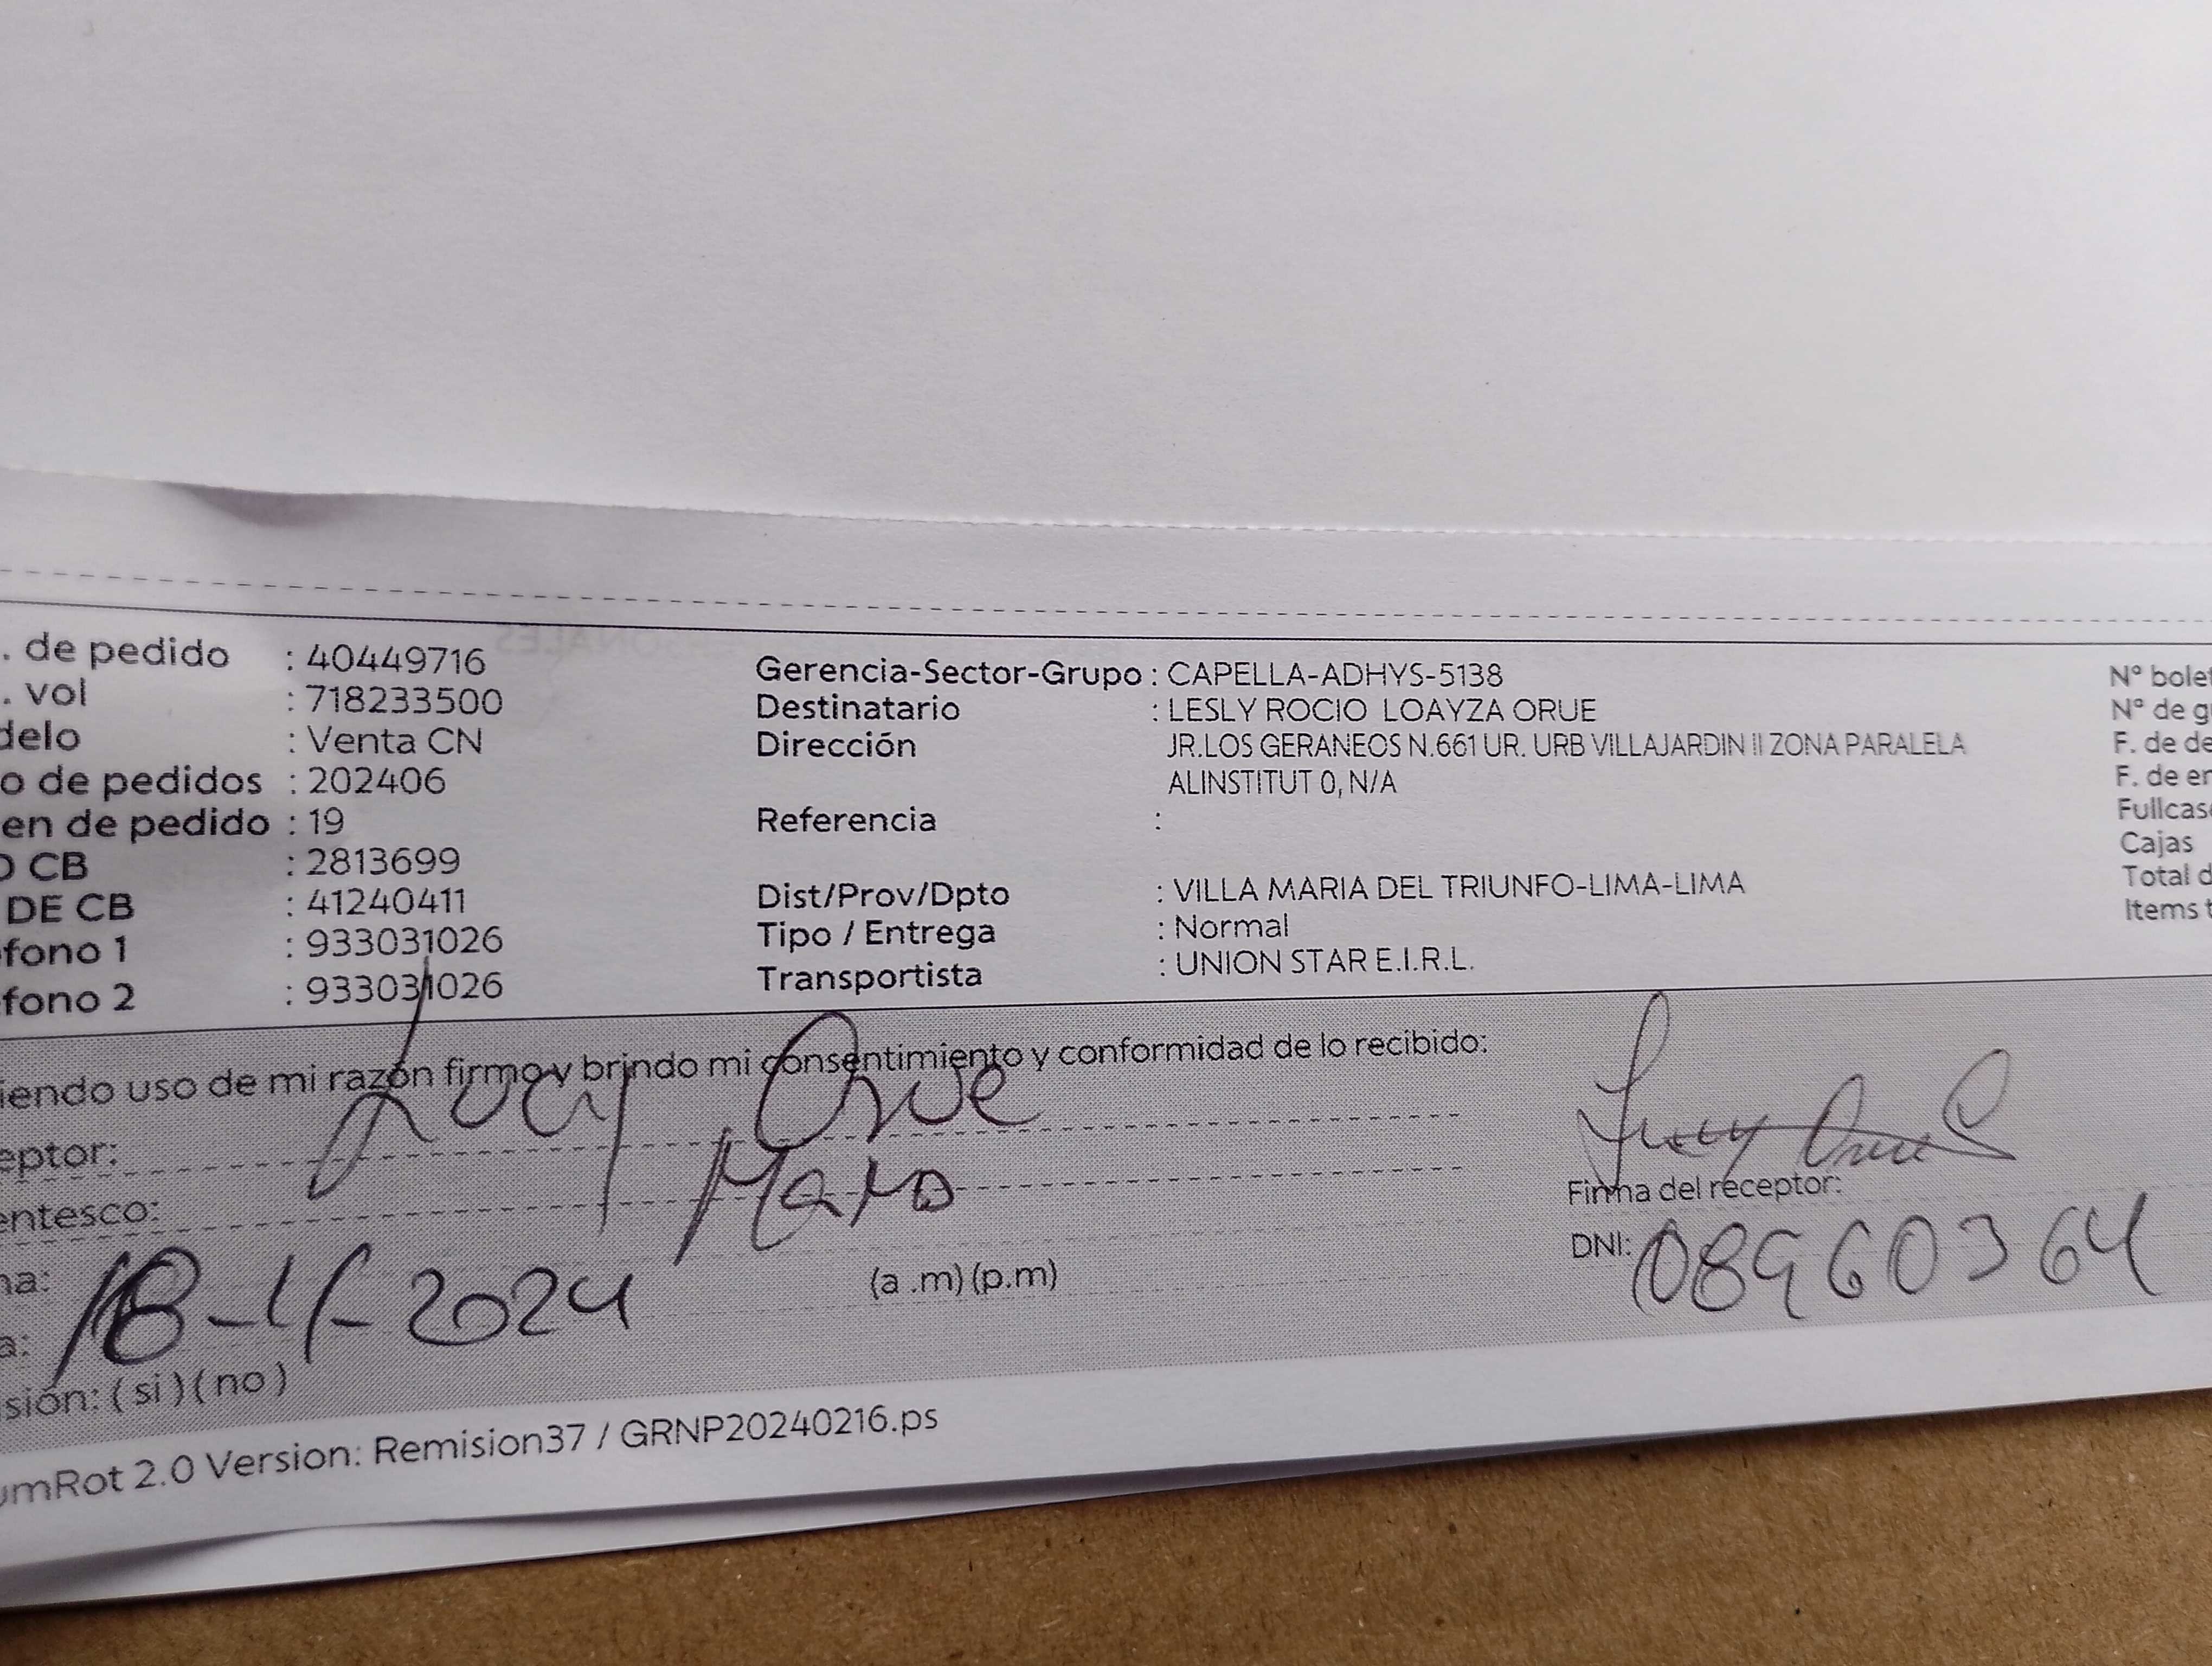 . de pedido : 40449716
. vol : 718233500
delo : Venta CN
o de pedidos : 202406
en de pedido : 19
O CB : 2813699
DE CB : 41240411
fono 1 : 933031026
fono 2 : 933031026
Gerencia-Sector-Grupo : CAPELLA-ADHYS-5138
Destinatario : LESLY ROCIO LOAYZA ORUE
Dirección JR.LOS GERANEOS N.661 UR. URB VILLAJARDIN II ZONA PARALELA
ALINSTITUT 0, N/A
Referencia :
Dist/Prov/Dpto : VILLA MARIA DEL TRIUNFO-LIMA-LIMA
Tipo / Entrega : Normal
Transportista : UNION STAR E.I.R.L.
Nº bolet
Nº de g
F. de de
F. de en
Fullcase
Cajas
Total d
Items t
iendo uso de mi razón firmo y brindo mi consentimiento y conformidad de lo recibido:
eptor: Lucy Orue
entesco:
na: 18-4-2024 (a .m) (p.m)
a:
sión: ( si ) ( no )
Lucy Orue
Firma del receptor:
DNI: 08960364
umRot 2.0 Version: Remision37 / GRNP20240216.ps